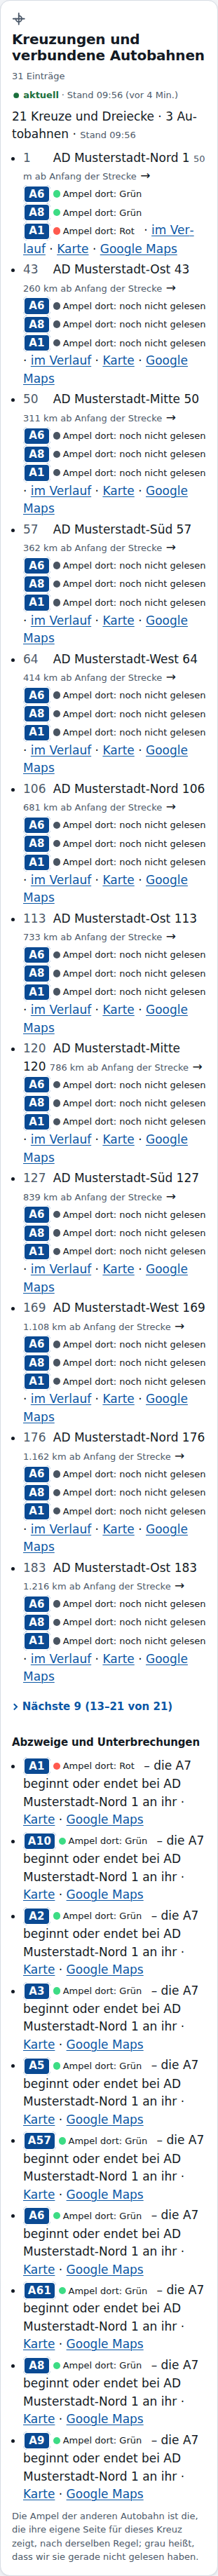 Kreuzungen und
verbundene Autobahnen
31 Einträge
aktuell · Stand 09:56 (vor 4 Min.)
21 Kreuze und Dreiecke · 3 Au-
tobahnen · Stand 09:56
• 1 AD Musterstadt-Nord 1 50
m ab Anfang der Strecke →
A6 Ampel dort: Grün
A8 Ampel dort: Grün
A1 Ampel dort: Rot · im Ver-
lauf · Karte · Google Maps
• 43 AD Musterstadt-Ost 43
260 km ab Anfang der Strecke →
A6 Ampel dort: noch nicht gelesen
A8 Ampel dort: noch nicht gelesen
A1 Ampel dort: noch nicht gelesen
· im Verlauf · Karte · Google
Maps
• 50 AD Musterstadt-Mitte 50
311 km ab Anfang der Strecke →
A6 Ampel dort: noch nicht gelesen
A8 Ampel dort: noch nicht gelesen
A1 Ampel dort: noch nicht gelesen
· im Verlauf · Karte · Google
Maps
• 57 AD Musterstadt-Süd 57
362 km ab Anfang der Strecke →
A6 Ampel dort: noch nicht gelesen
A8 Ampel dort: noch nicht gelesen
A1 Ampel dort: noch nicht gelesen
· im Verlauf · Karte · Google
Maps
• 64 AD Musterstadt-West 64
414 km ab Anfang der Strecke →
A6 Ampel dort: noch nicht gelesen
A8 Ampel dort: noch nicht gelesen
A1 Ampel dort: noch nicht gelesen
· im Verlauf · Karte · Google
Maps
• 106 AD Musterstadt-Nord 106
681 km ab Anfang der Strecke →
A6 Ampel dort: noch nicht gelesen
A8 Ampel dort: noch nicht gelesen
A1 Ampel dort: noch nicht gelesen
· im Verlauf · Karte · Google
Maps
• 113 AD Musterstadt-Ost 113
733 km ab Anfang der Strecke →
A6 Ampel dort: noch nicht gelesen
A8 Ampel dort: noch nicht gelesen
A1 Ampel dort: noch nicht gelesen
· im Verlauf · Karte · Google
Maps
• 120 AD Musterstadt-Mitte
120 786 km ab Anfang der Strecke →
A6 Ampel dort: noch nicht gelesen
A8 Ampel dort: noch nicht gelesen
A1 Ampel dort: noch nicht gelesen
· im Verlauf · Karte · Google
Maps
• 127 AD Musterstadt-Süd 127
839 km ab Anfang der Strecke →
A6 Ampel dort: noch nicht gelesen
A8 Ampel dort: noch nicht gelesen
A1 Ampel dort: noch nicht gelesen
· im Verlauf · Karte · Google
Maps
• 169 AD Musterstadt-West 169
1.108 km ab Anfang der Strecke →
A6 Ampel dort: noch nicht gelesen
A8 Ampel dort: noch nicht gelesen
A1 Ampel dort: noch nicht gelesen
· im Verlauf · Karte · Google
Maps
• 176 AD Musterstadt-Nord 176
1.162 km ab Anfang der Strecke →
A6 Ampel dort: noch nicht gelesen
A8 Ampel dort: noch nicht gelesen
A1 Ampel dort: noch nicht gelesen
· im Verlauf · Karte · Google
Maps
• 183 AD Musterstadt-Ost 183
1.216 km ab Anfang der Strecke →
A6 Ampel dort: noch nicht gelesen
A8 Ampel dort: noch nicht gelesen
A1 Ampel dort: noch nicht gelesen
· im Verlauf · Karte · Google
Maps
› Nächste 9 (13–21 von 21)
Abzweige und Unterbrechungen
• A1 Ampel dort: Rot – die A7
beginnt oder endet bei AD
Musterstadt-Nord 1 an ihr ·
Karte · Google Maps
• A10 Ampel dort: Grün – die A7
beginnt oder endet bei AD
Musterstadt-Nord 1 an ihr ·
Karte · Google Maps
• A2 Ampel dort: Grün – die A7
beginnt oder endet bei AD
Musterstadt-Nord 1 an ihr ·
Karte · Google Maps
• A3 Ampel dort: Grün – die A7
beginnt oder endet bei AD
Musterstadt-Nord 1 an ihr ·
Karte · Google Maps
• A5 Ampel dort: Grün – die A7
beginnt oder endet bei AD
Musterstadt-Nord 1 an ihr ·
Karte · Google Maps
• A57 Ampel dort: Grün – die A7
beginnt oder endet bei AD
Musterstadt-Nord 1 an ihr ·
Karte · Google Maps
• A6 Ampel dort: Grün – die A7
beginnt oder endet bei AD
Musterstadt-Nord 1 an ihr ·
Karte · Google Maps
• A61 Ampel dort: Grün – die A7
beginnt oder endet bei AD
Musterstadt-Nord 1 an ihr ·
Karte · Google Maps
• A8 Ampel dort: Grün – die A7
beginnt oder endet bei AD
Musterstadt-Nord 1 an ihr ·
Karte · Google Maps
• A9 Ampel dort: Grün – die A7
beginnt oder endet bei AD
Musterstadt-Nord 1 an ihr ·
Karte · Google Maps
Die Ampel der anderen Autobahn ist die,
die ihre eigene Seite für dieses Kreuz
zeigt, nach derselben Regel; grau heißt,
dass wir sie gerade nicht gelesen haben.